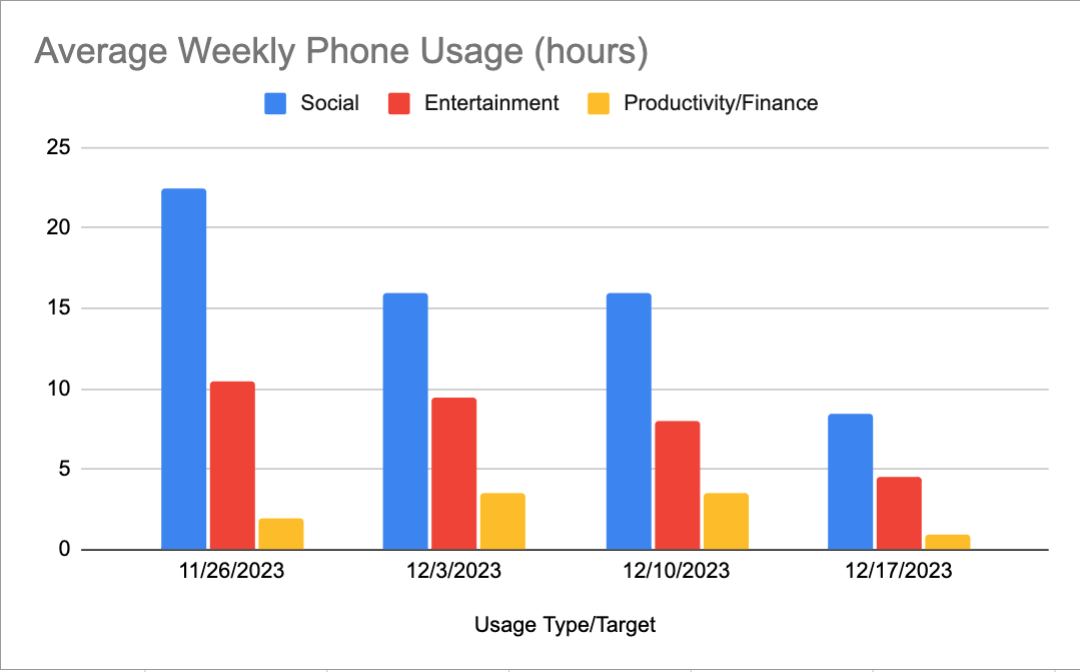 Average Weekly Phone Usage (hours)
Social Entertainment Productivity/Finance
25
20
15
10
5
0
11/26/2023 12/3/2023 12/10/2023 12/17/2023
Usage Type/Target